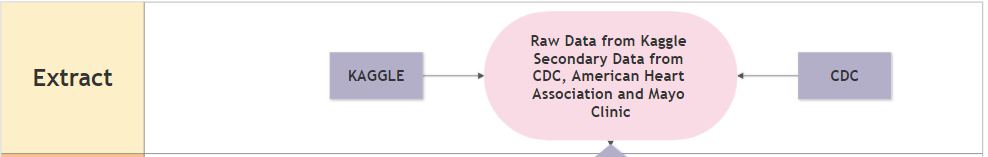 Extract
KAGGLE
Raw Data from Kaggle
Secondary Data from
CDC, American Heart
Association and Mayo
Clinic
CDC